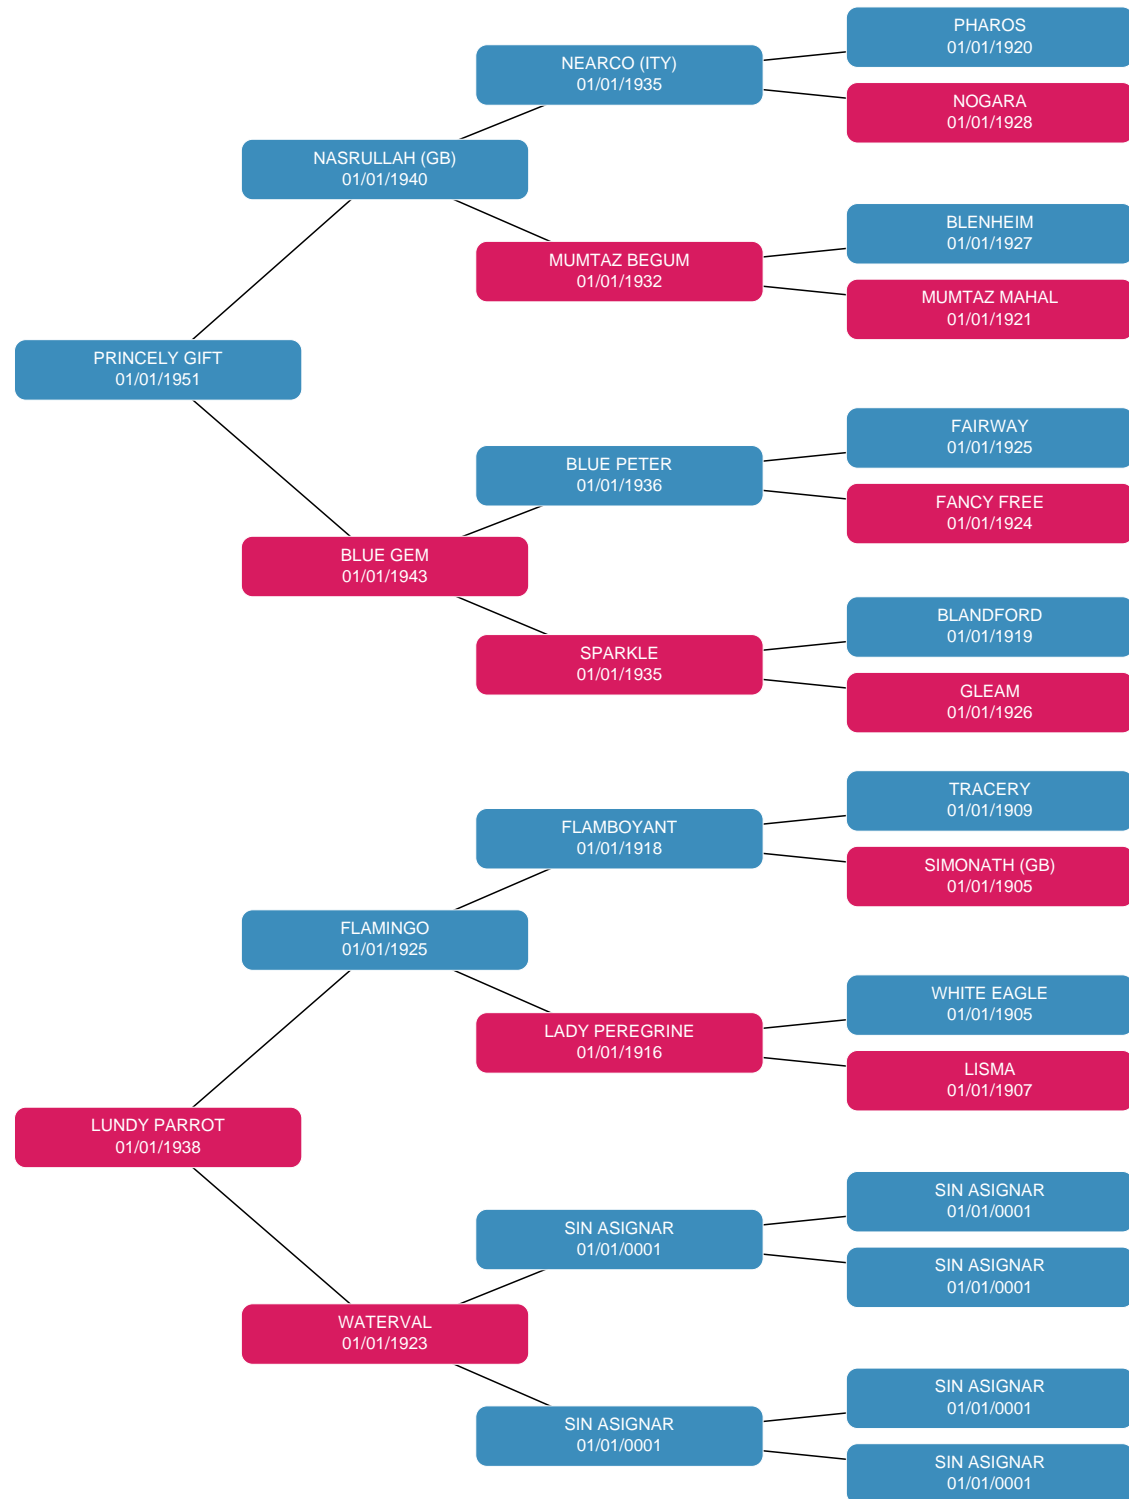 PHAROS
01/01/1920
NEARCO (ITY)
01/01/1935
NOGARA
01/01/1928
NASRULLAH (GB)
01/01/1940
BLENHEIM
01/01/1927
MUMTAZ BEGUM
01/01/1932
MUMTAZ MAHAL
01/01/1921
PRINCELY GIFT
01/01/1951
FAIRWAY
01/01/1925
BLUE PETER
01/01/1936
FANCY FREE
01/01/1924
BLUE GEM
01/01/1943
BLANDFORD
01/01/1919
SPARKLE
01/01/1935
GLEAM
01/01/1926
TRACERY
01/01/1909
FLAMBOYANT
01/01/1918
SIMONATH (GB)
01/01/1905
FLAMINGO
01/01/1925
WHITE EAGLE
01/01/1905
LADY PEREGRINE
01/01/1916
LISMA
01/01/1907
LUNDY PARROT
01/01/1938
SIN ASIGNAR
01/01/0001
SIN ASIGNAR
01/01/0001
SIN ASIGNAR
01/01/0001
WATERVAL
01/01/1923
SIN ASIGNAR
01/01/0001
SIN ASIGNAR
01/01/0001
SIN ASIGNAR
01/01/0001